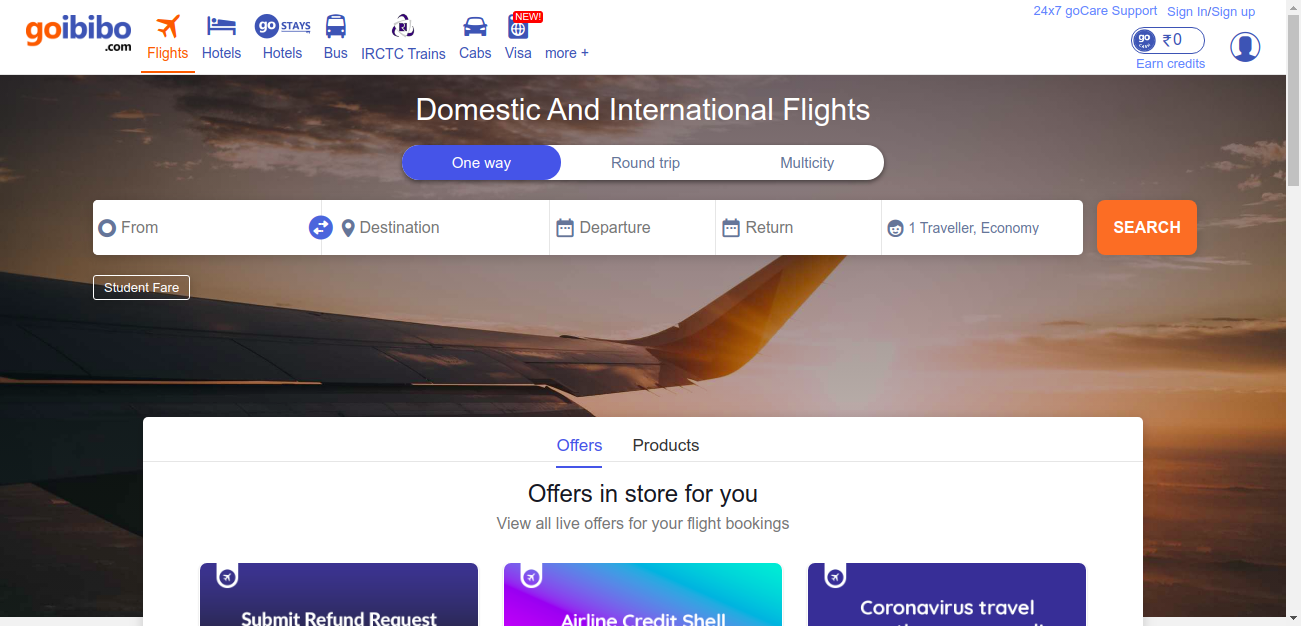 24x7 goCare Support Sign In/Sign up
goibibo
.com
go STAYS
NEW!
Flights Hotels Hotels Bus IRCTC Trains Cabs Visa more +
go CASH ₹0
Earn credits
Domestic And International Flights
One way Round trip Multicity
From Destination Departure Return 1 Traveller, Economy SEARCH
Student Fare
Offers Products
Offers in store for you
View all live offers for your flight bookings
Submit Refund Request
Airline Credit Shell
Coronavirus travel